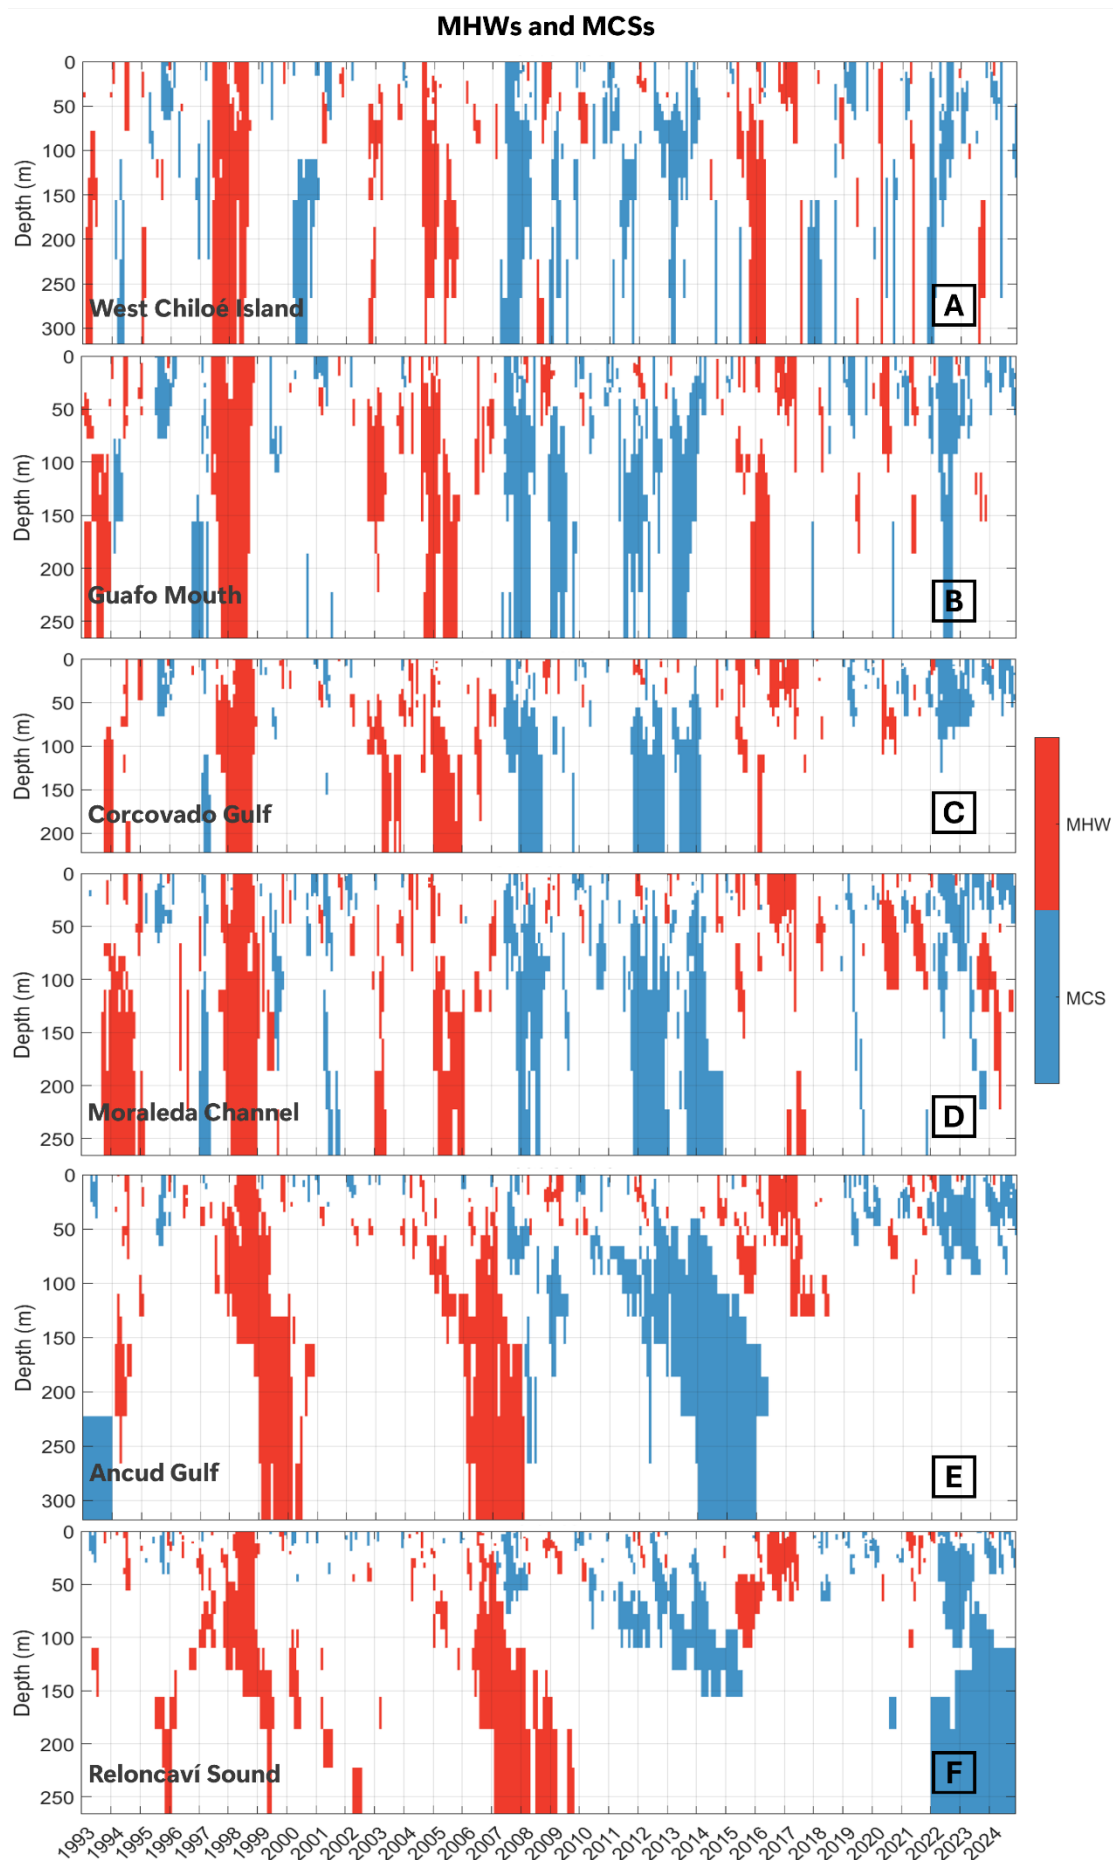 MHWs and MCSs
0
50
100
150
200
250
300
Depth (m)
West Chiloé Island
A
0
50
100
150
200
250
Depth (m)
Guafo Mouth
B
0
50
100
150
200
Depth (m)
Corcovado Gulf
C
0
50
100
150
200
250
Depth (m)
Moraleda Channel
D
0
50
100
150
200
250
300
Depth (m)
Ancud Gulf
E
0
50
100
150
200
250
Depth (m)
Reloncaví Sound
F
1993 1994 1995 1996 1997 1998 1999 2000 2001 2002 2003 2004 2005 2006 2007 2008 2009 2010 2011 2012 2013 2014 2015 2016 2017 2018 2019 2020 2021 2022 2023 2024
MHW
MCS